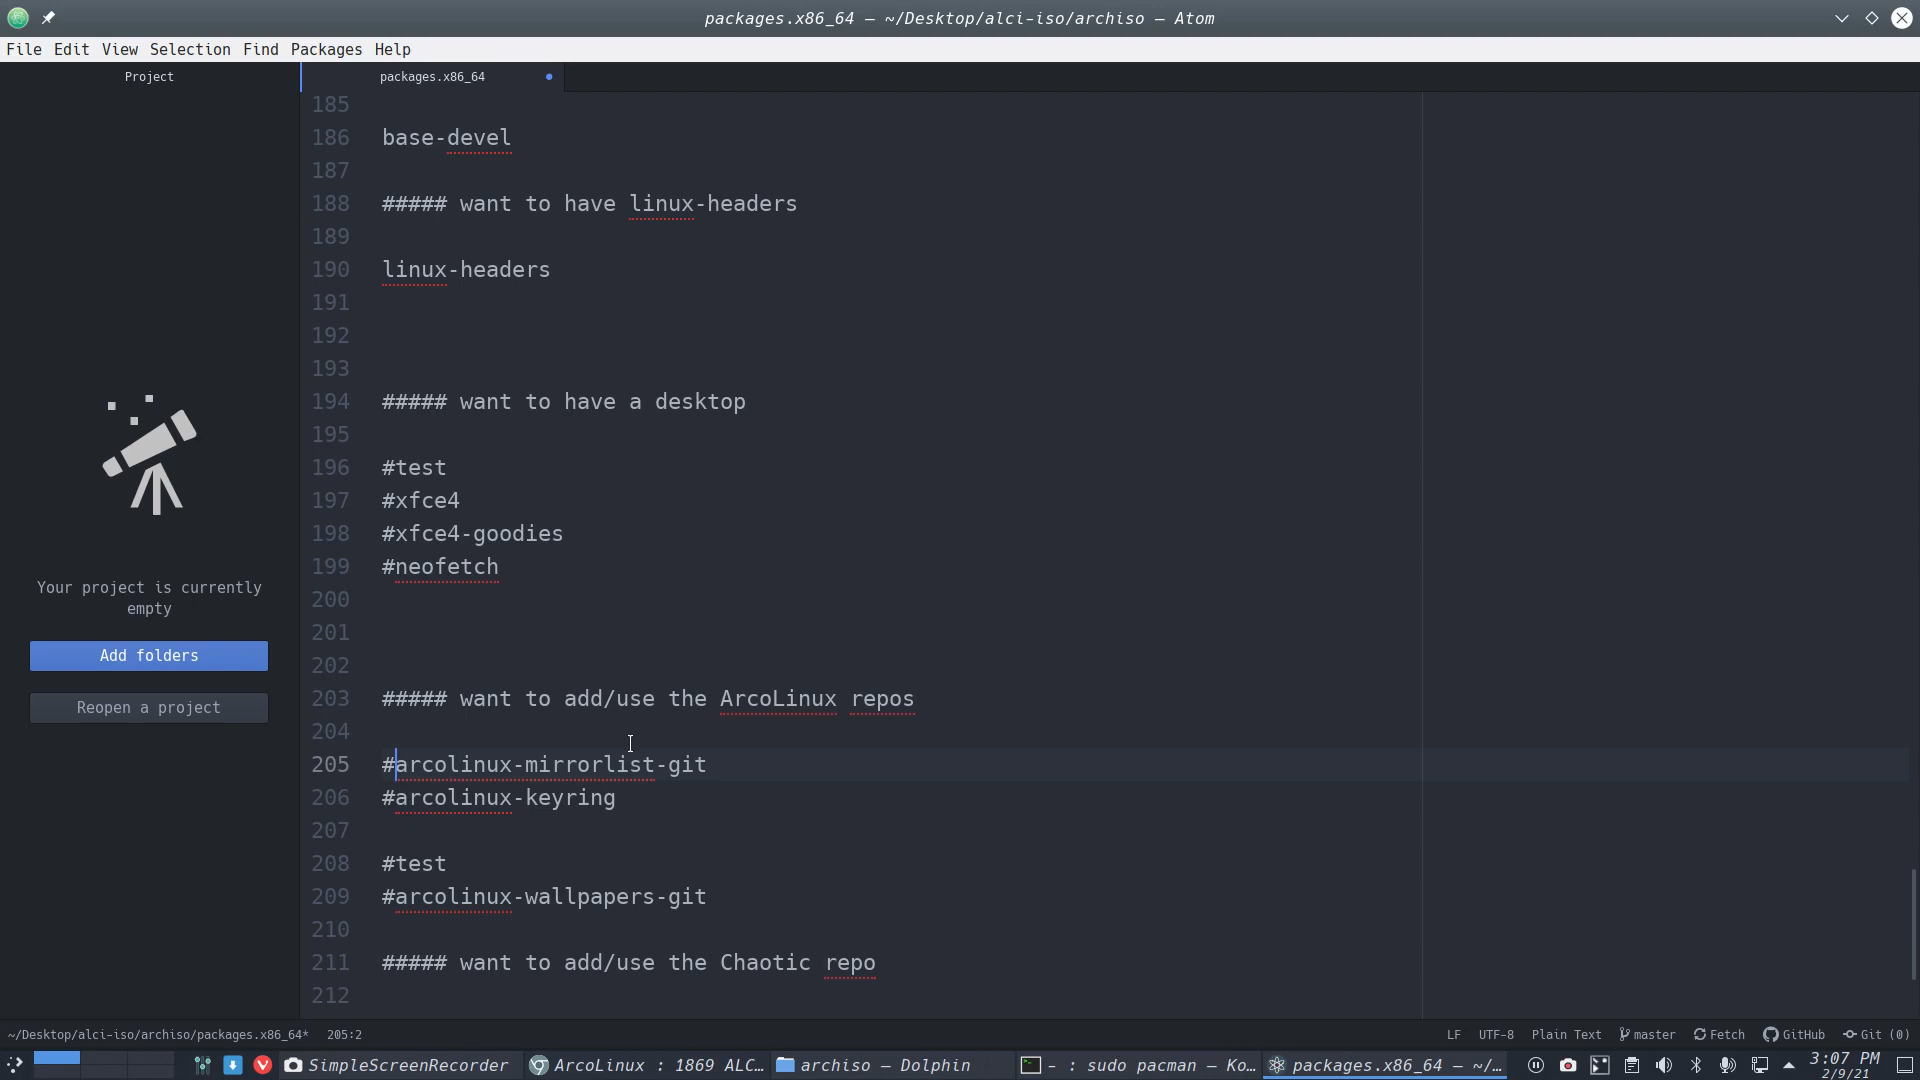 packages.x86_64 — ~/Desktop/alci-iso/archiso — Atom
File Edit View Selection Find Packages Help
Project
packages.x86_64
185
186 base-devel
187
188 ##### want to have linux-headers
189
190 linux-headers
191
192
193
194 ##### want to have a desktop
195
196 #test
197 #xfce4
198 #xfce4-goodies
199 #neofetch
200
201
202
203 ##### want to add/use the ArcoLinux repos
204
205 #arcolinux-mirrorlist-git
206 #arcolinux-keyring
207
208 #test
209 #arcolinux-wallpapers-git
210
211 ##### want to add/use the Chaotic repo
212
Your project is currently
empty
Add folders
Reopen a project
~/Desktop/alci-iso/archiso/packages.x86_64* 205:2 LF UTF-8 Plain Text master Fetch GitHub Git (0)
SimpleScreenRecorder ArcoLinux : 1869 ALC... archiso — Dolphin – : sudo pacman — Ko... packages.x86_64 — ~/... 3:07 PM
2/9/21